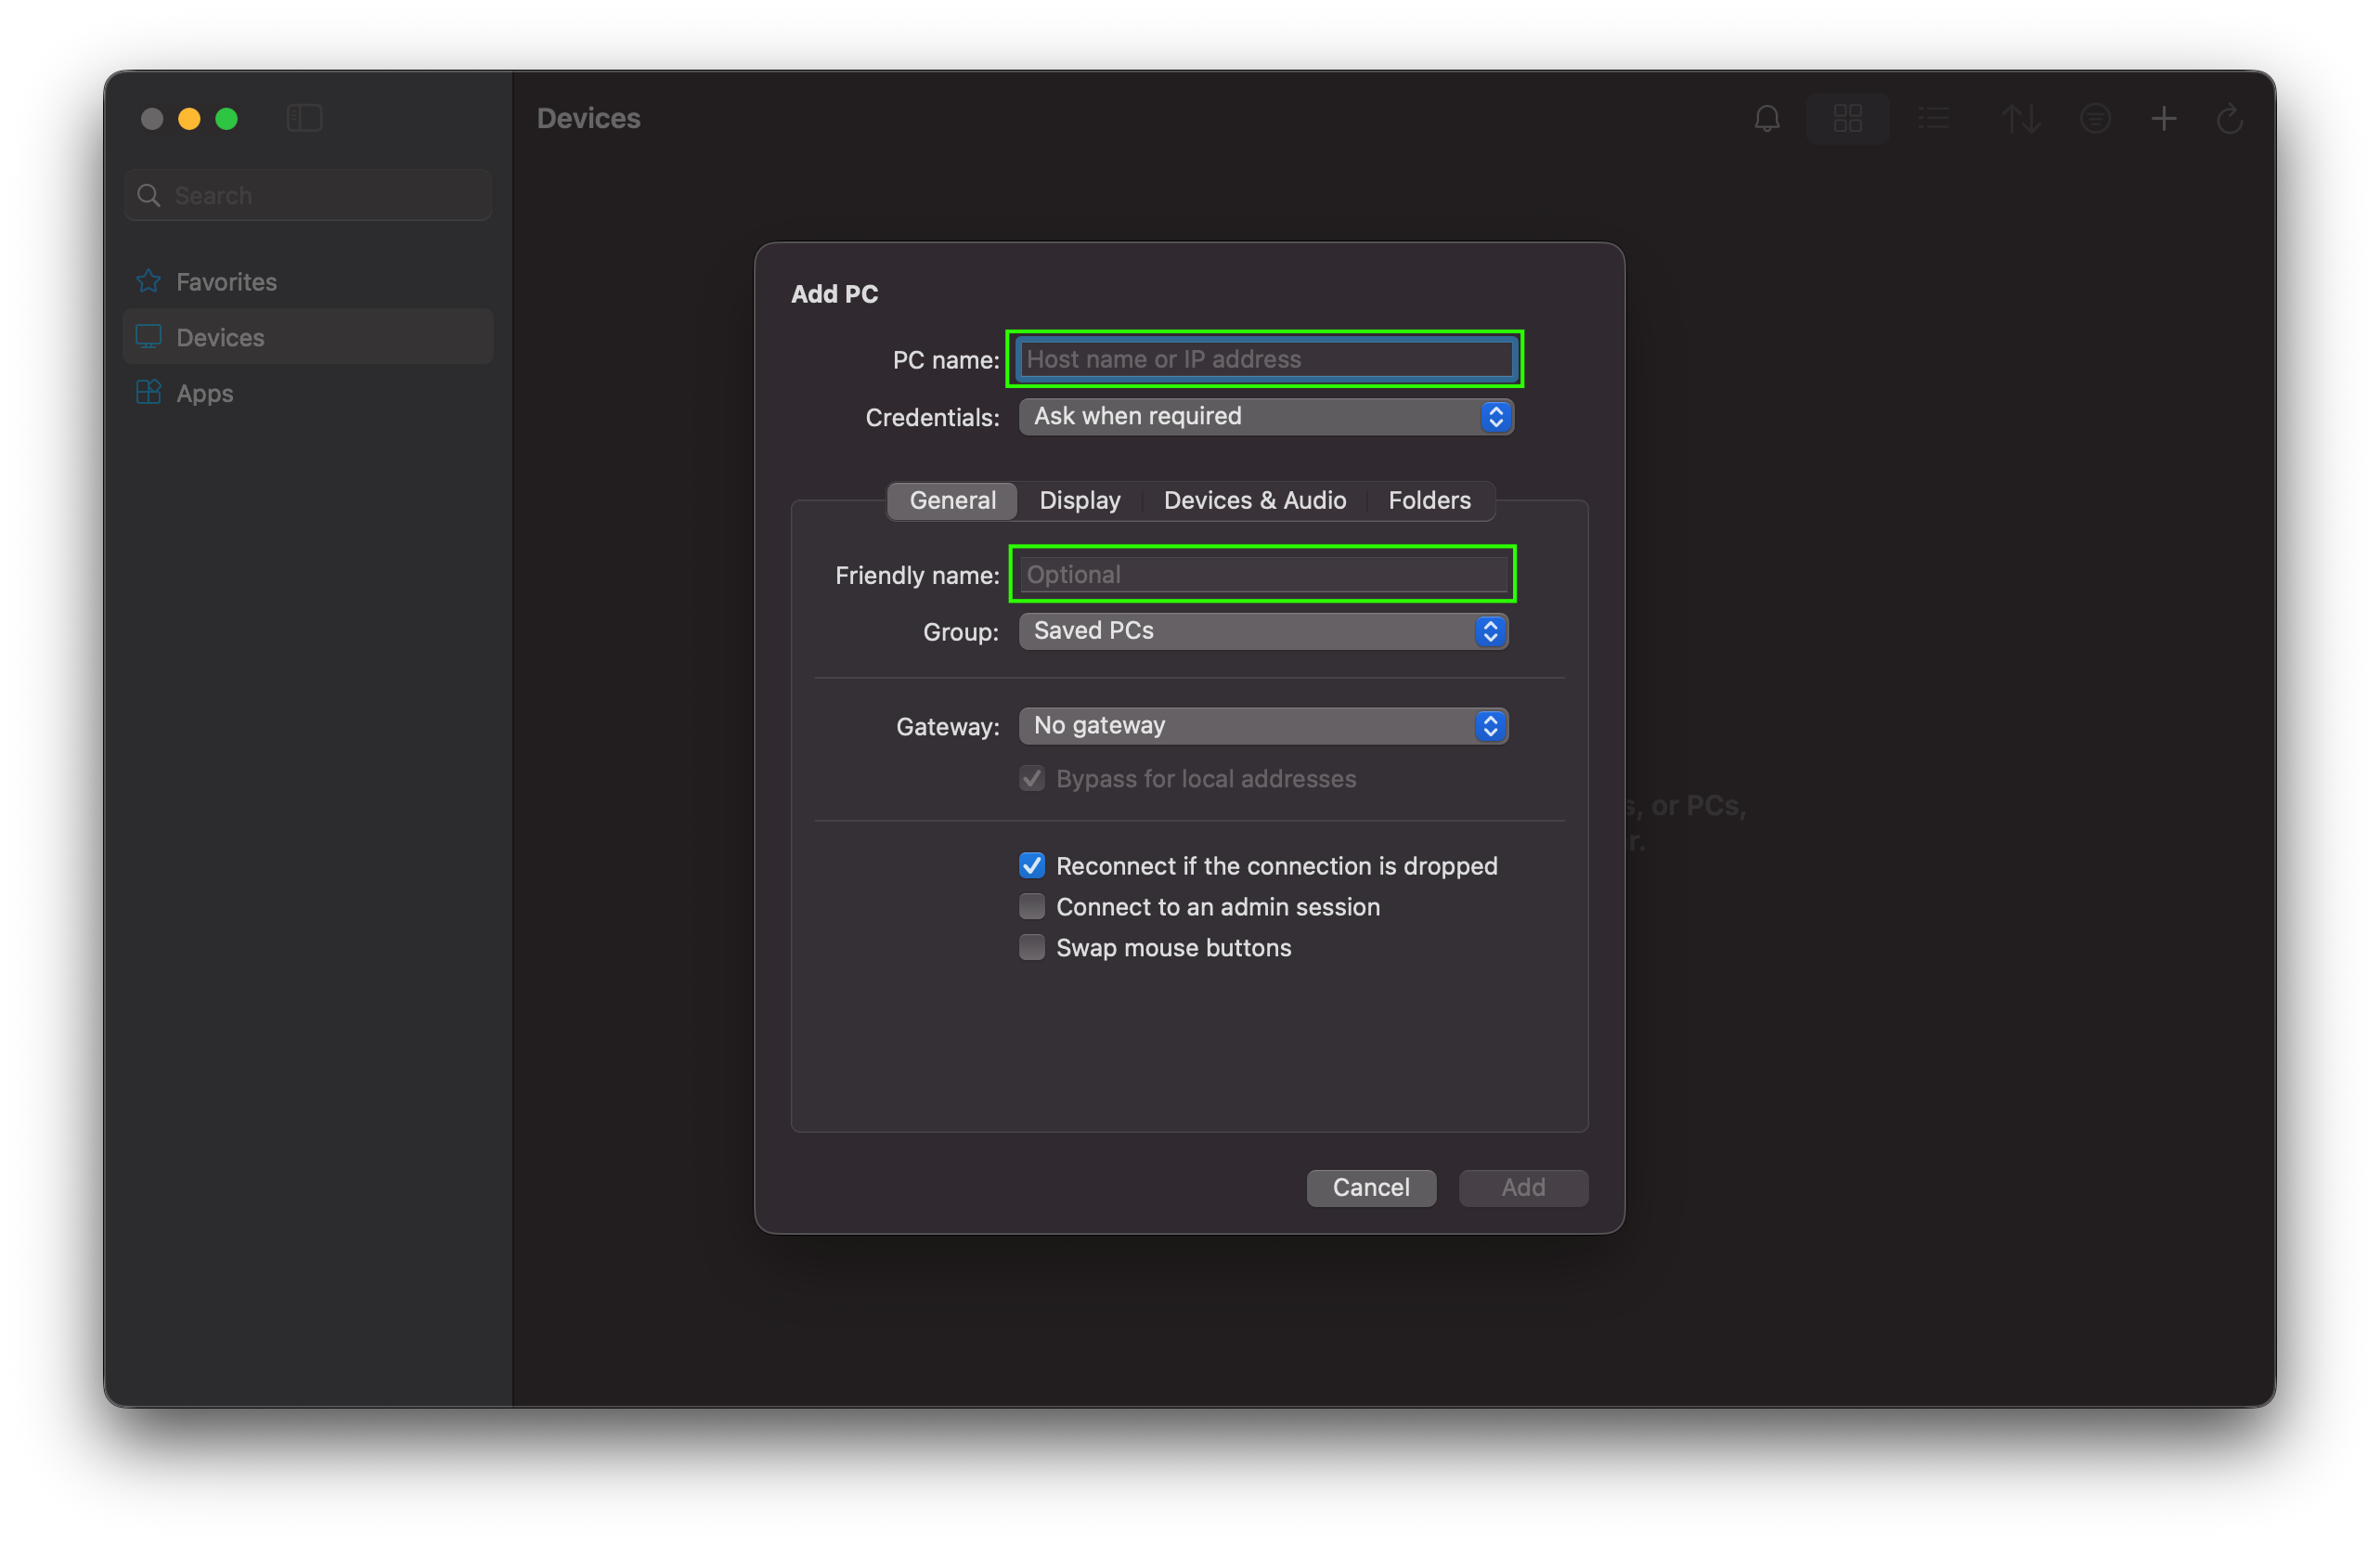 Devices
Search
Favorites
Devices
Apps
Add PC
PC name: Host name or IP address
Credentials: Ask when required
General Display Devices & Audio Folders
Friendly name: Optional
Group: Saved PCs
Gateway: No gateway
Bypass for local addresses
, or PCs,
Reconnect if the connection is dropped
Connect to an admin session
Swap mouse buttons
Cancel Add